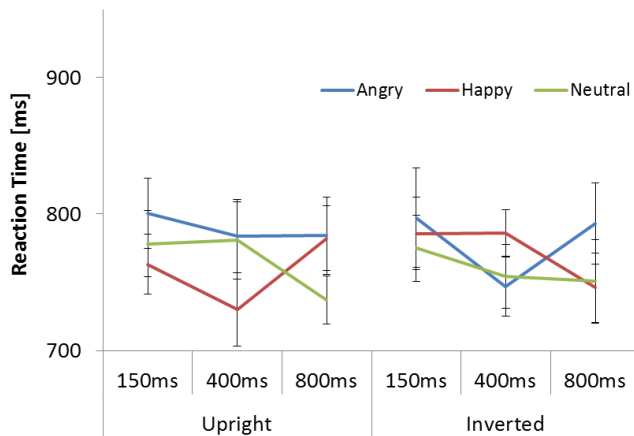 Reaction Time [ms]
900
800
700
Angry Happy Neutral
150ms 400ms 800ms 150ms 400ms 800ms
Upright Inverted